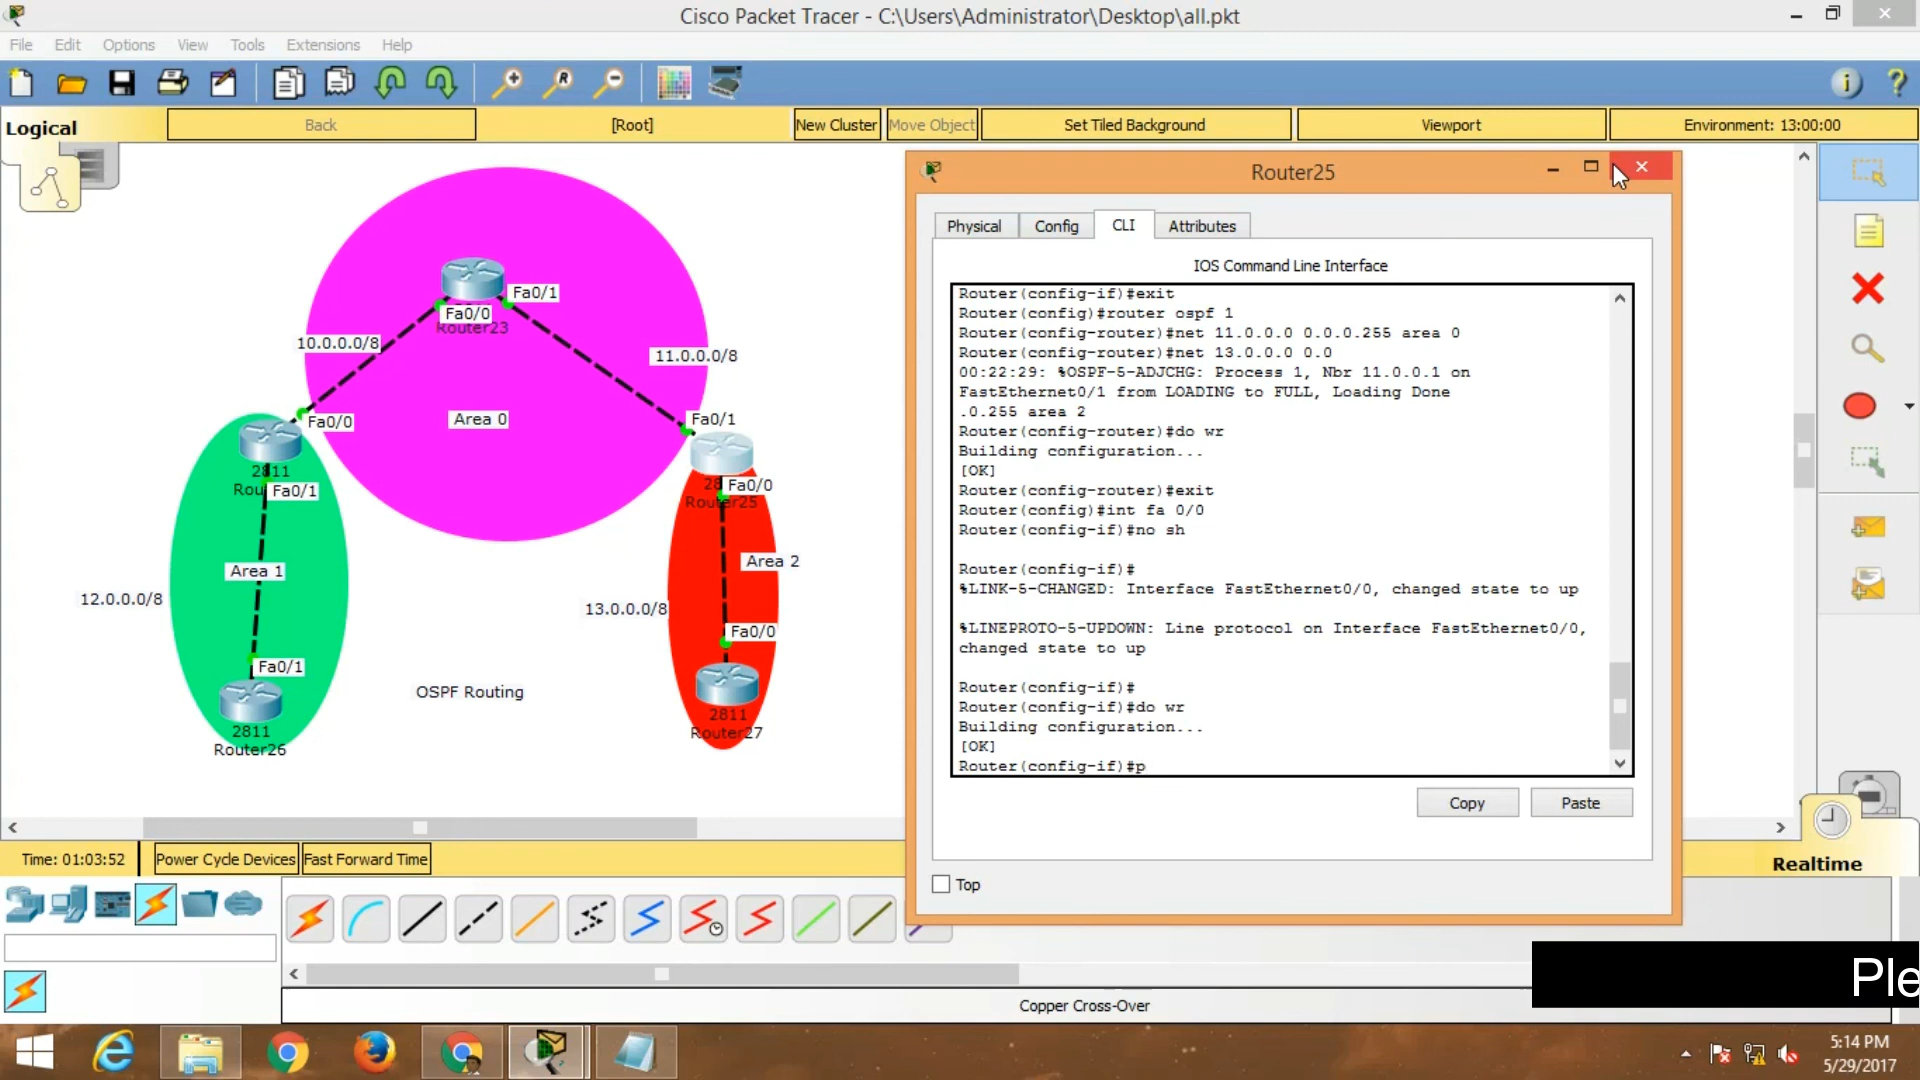 Cisco Packet Tracer - C:\Users\Administrator\Desktop\all.pkt
File Edit Options View Tools Extensions Help
Logical
Back
[Root]
New Cluster
Move Object
Set Tiled Background
Viewport
Environment: 13:00:00
Fa0/1
Fa0/0
Router23
10.0.0.0/8
11.0.0.0/8
Area 0
Fa0/0
Fa0/1
2811
Rou
Fa0/1
Fa0/0
Router25
Area 1
Area 2
12.0.0.0/8
13.0.0.0/8
Fa0/0
Fa0/1
OSPF Routing
2811
Router26
2811
Router27
Router25
Physical
Config
CLI
Attributes
IOS Command Line Interface
Router(config-if)#exit
Router(config)#router ospf 1
Router(config-router)#net 11.0.0.0 0.0.0.255 area 0
Router(config-router)#net 13.0.0.0 0.0
00:22:29: %OSPF-5-ADJCHG: Process 1, Nbr 11.0.0.1 on
FastEthernet0/1 from LOADING to FULL, Loading Done
.0.255 area 2
Router(config-router)#do wr
Building configuration...
[OK]
Router(config-router)#exit
Router(config)#int fa 0/0
Router(config-if)#no sh
Router(config-if)#
%LINK-5-CHANGED: Interface FastEthernet0/0, changed state to up
%LINEPROTO-5-UPDOWN: Line protocol on Interface FastEthernet0/0,
changed state to up
Router(config-if)#
Router(config-if)#do wr
Building configuration...
[OK]
Router(config-if)#p
Copy
Paste
Top
Time: 01:03:52
Power Cycle Devices
Fast Forward Time
Realtime
Copper Cross-Over
Ple
5:14 PM
5/29/2017